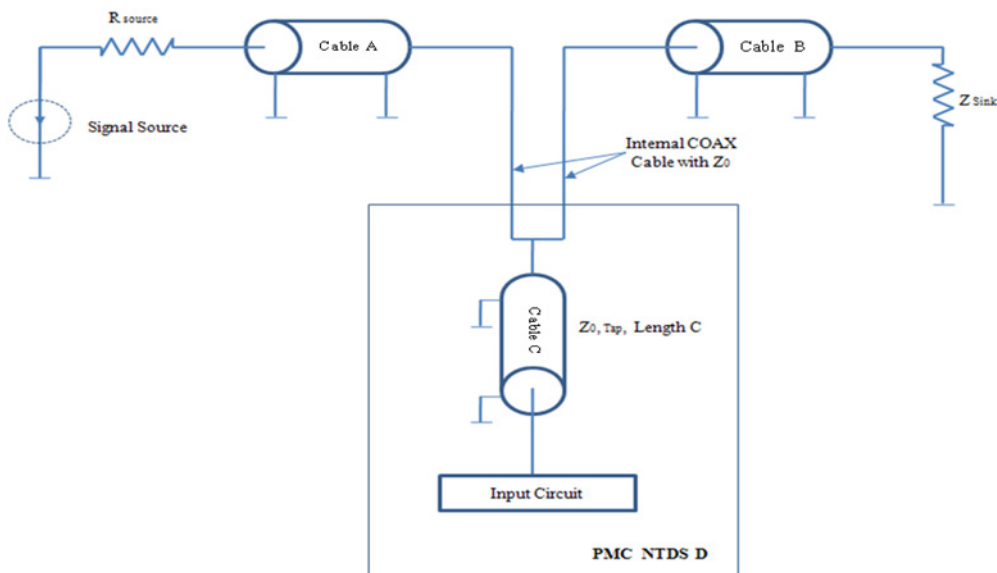 R source
Cable A
Cable B
Signal Source
Z Sink
Internal COAX
Cable with Z0
Cable C
Z0, Tap, Length C
Input Circuit
PMC NTDS D